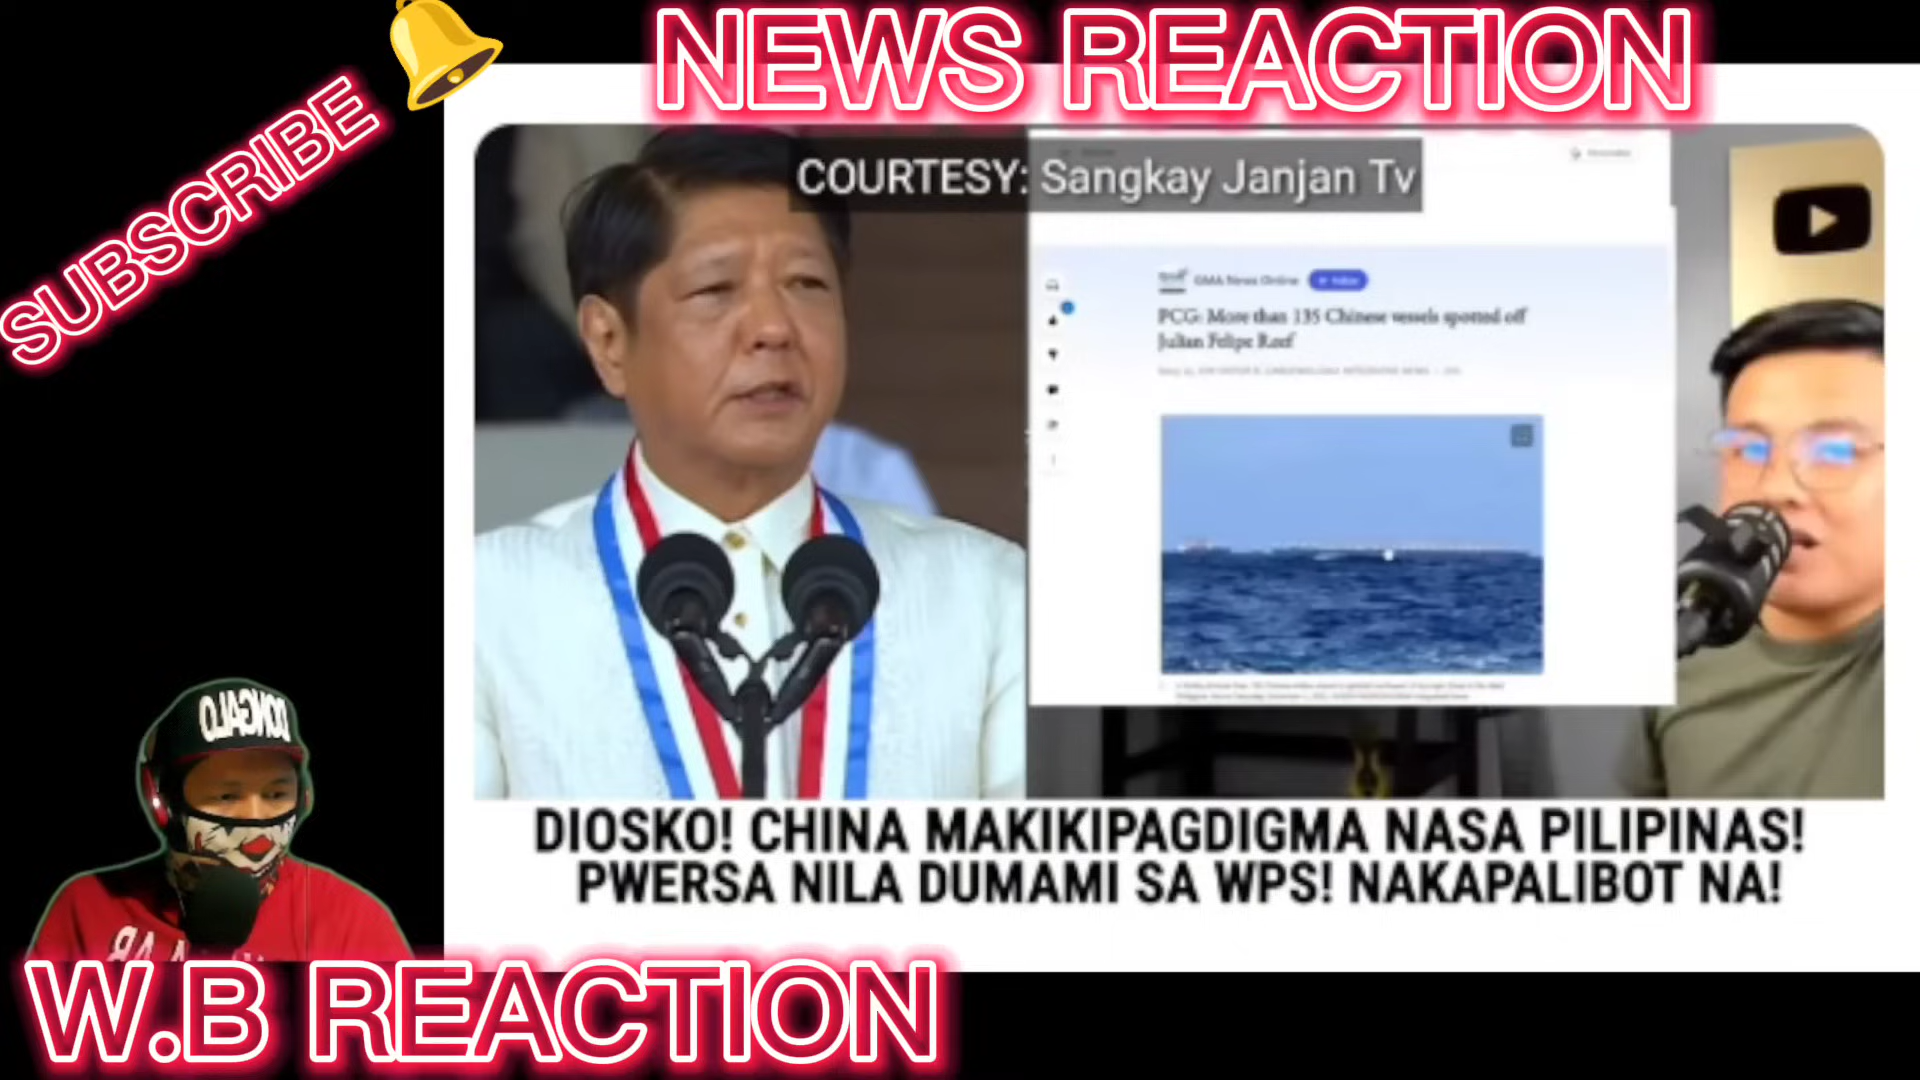 NEWS REACTION
SUBSCRIBE
COURTESY: Sangkay Janjan Tv
GMA News Online
PCG: More than 135 Chinese vessels spotted off
Julian Felipe Reef
DIOSKO! CHINA MAKIKIPAGDIGMA NASA PILIPINAS!
PWERSA NILA DUMAMI SA WPS! NAKAPALIBOT NA!
DONGALO
W.B REACTION